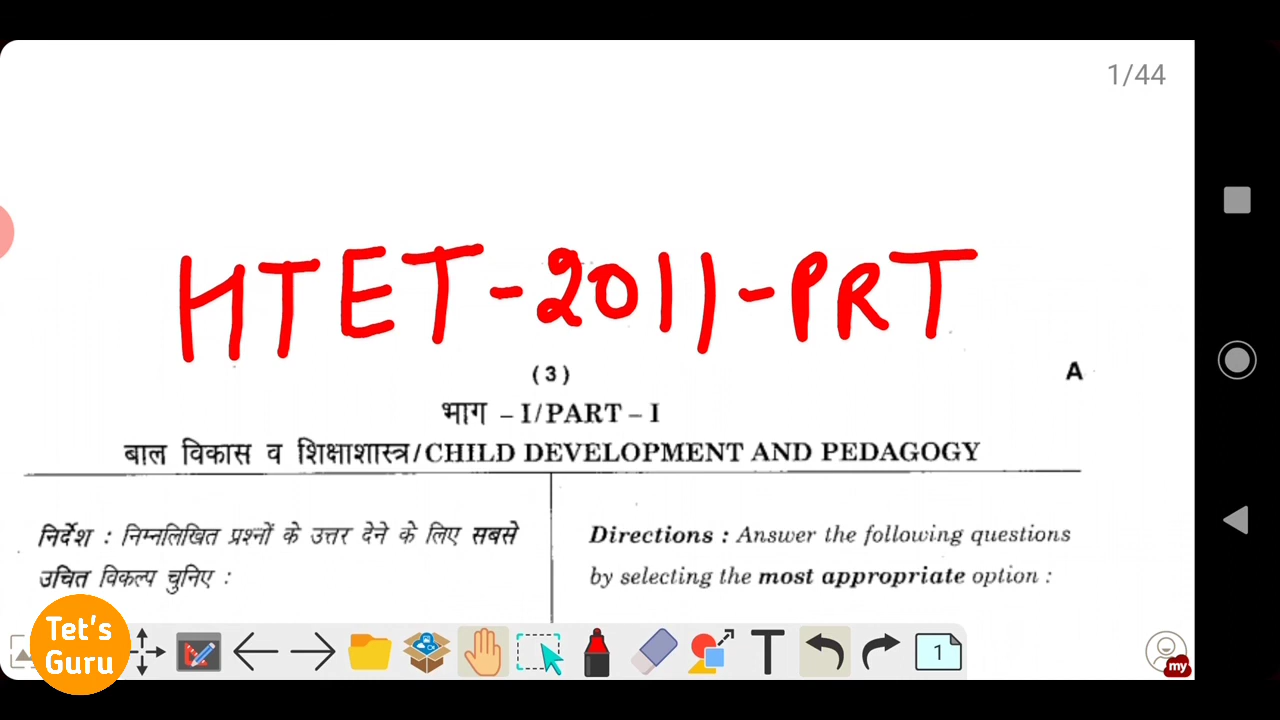 1/44
HTET-2011-PRT
(3)
A
भाग – I/PART – I
बाल विकास व शिक्षाशास्त्र/CHILD DEVELOPMENT AND PEDAGOGY
निर्देश : निम्नलिखित प्रश्नों के उत्तर देने के लिए सबसे
उचित विकल्प चुनिए :
Directions : Answer the following questions
by selecting the most appropriate option :
Tet's
Guru
T
1
my